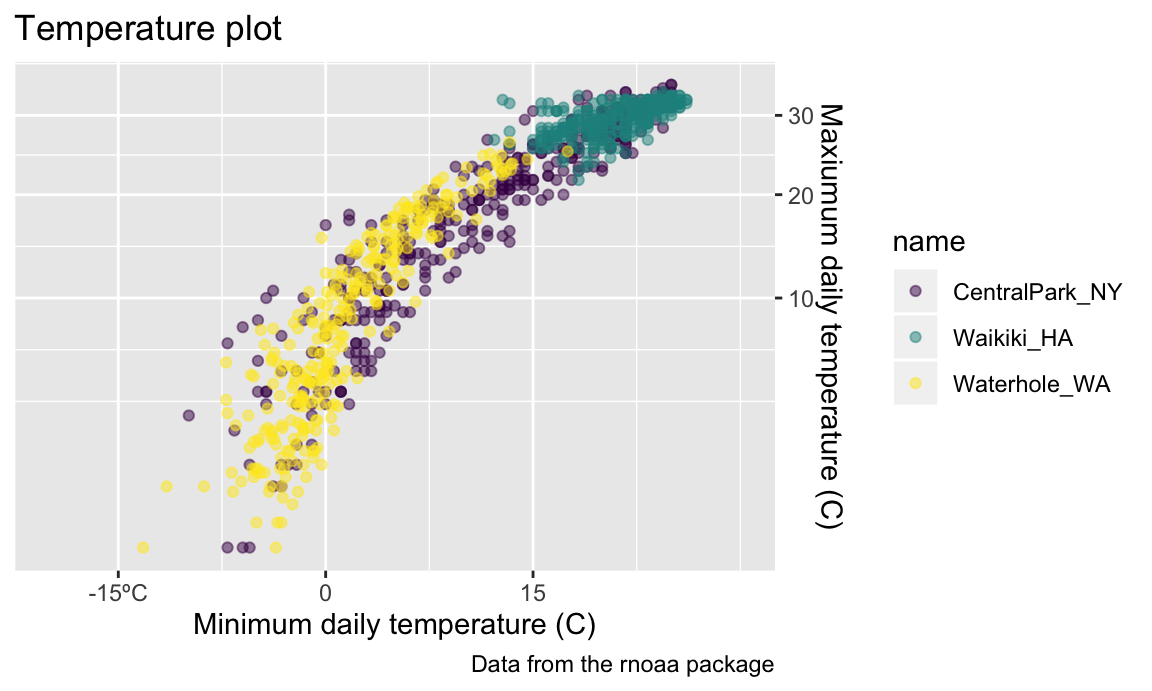 Temperature plot
30
20
10
Maxiumum daily temperature (C)
-15ºC
0
15
Minimum daily temperature (C)
Data from the rnoaa package
name
CentralPark_NY
Waikiki_HA
Waterhole_WA